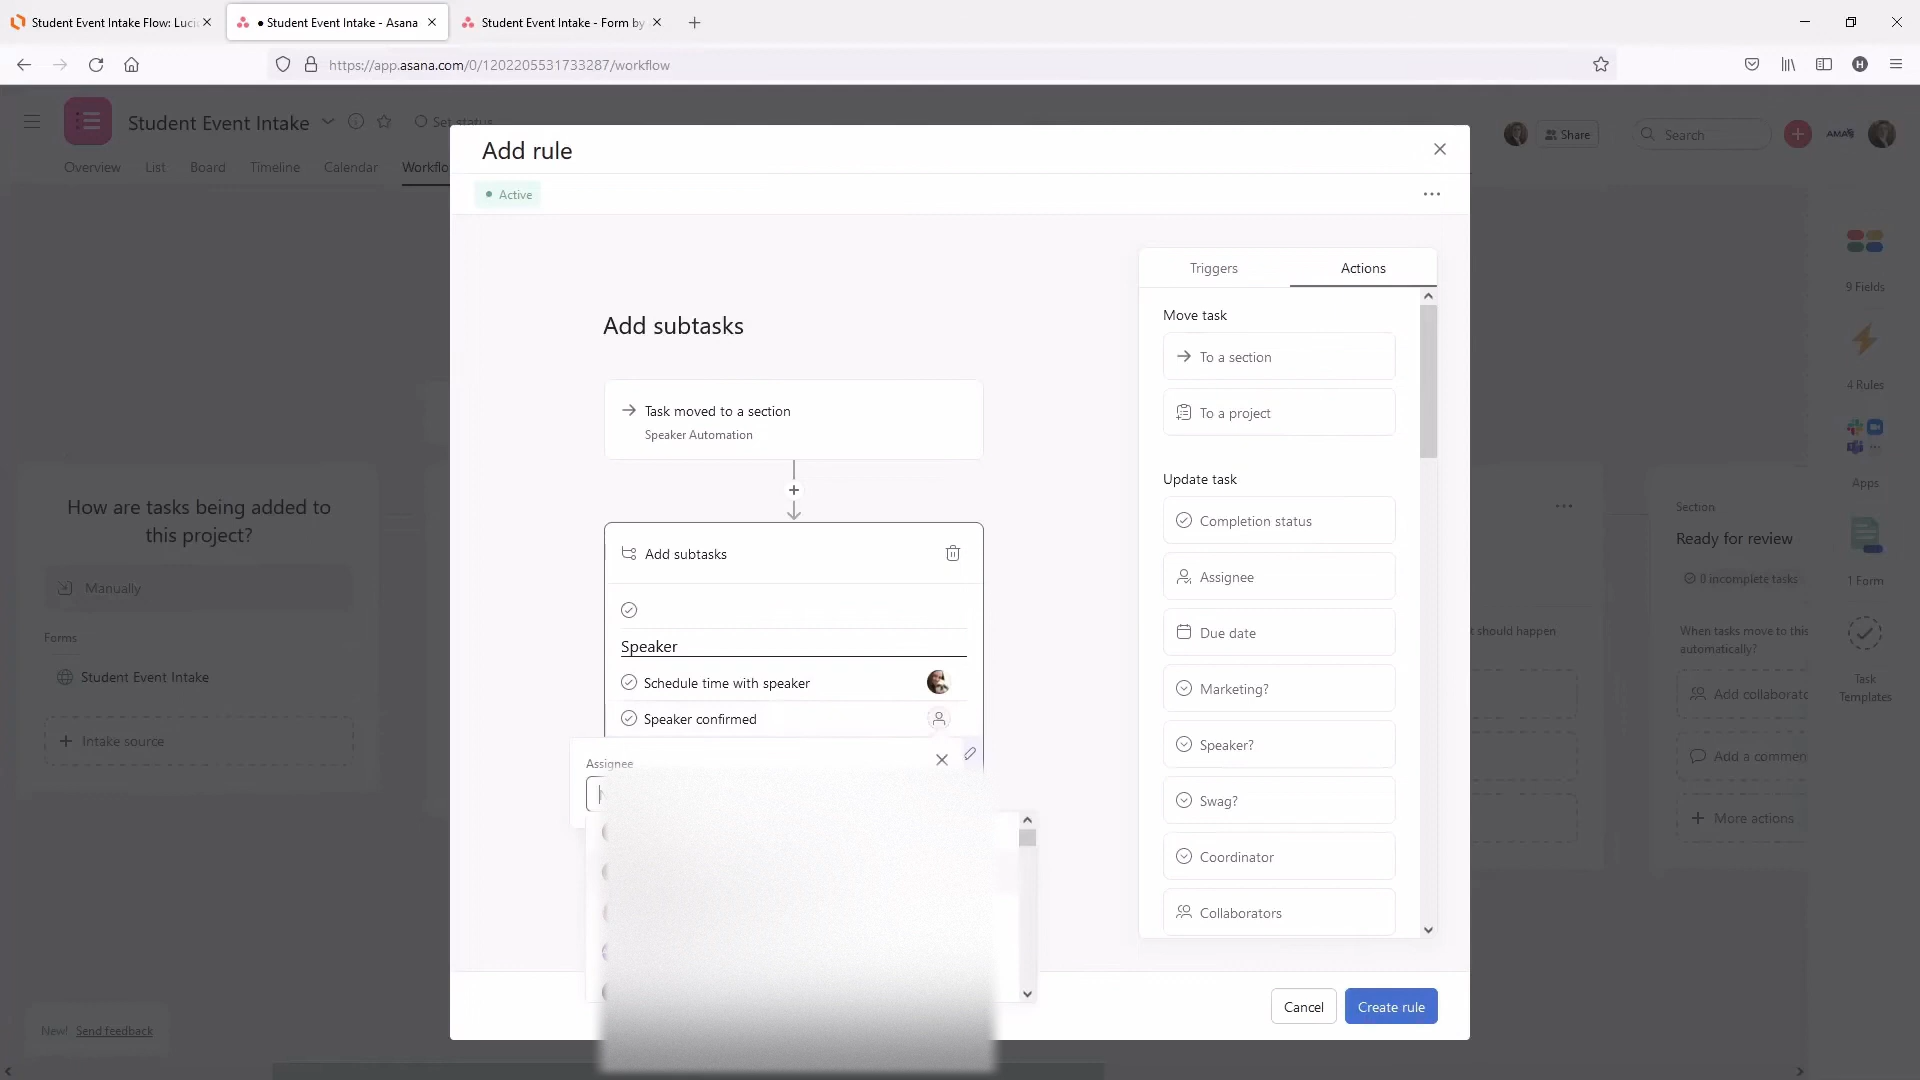 Student Event Intake Flow: Luci
• Student Event Intake - Asana
Student Event Intake - Form by
https://app.asana.com/0/1202205531733287/workflow
Student Event Intake
Set status
Share
Search
Overview
List
Board
Timeline
Calendar
Workflo
Add rule
Active
Triggers
Actions
Add subtasks
Move task
To a section
To a project
Task moved to a section
Speaker Automation
Update task
Completion status
Assignee
Due date
Marketing?
Speaker?
Swag?
Coordinator
Collaborators
Add subtasks
Speaker
Schedule time with speaker
Speaker confirmed
Assignee
Cancel
Create rule
How are tasks being added to
this project?
Manually
Forms
Student Event Intake
+ Intake source
New! Send feedback
t should happen
Section
Ready for review
0 incomplete tasks
When tasks move to this
automatically?
Add collaborato
Add a commen
+ More actions
9 Fields
4 Rules
Apps
1 Form
Task
Templates